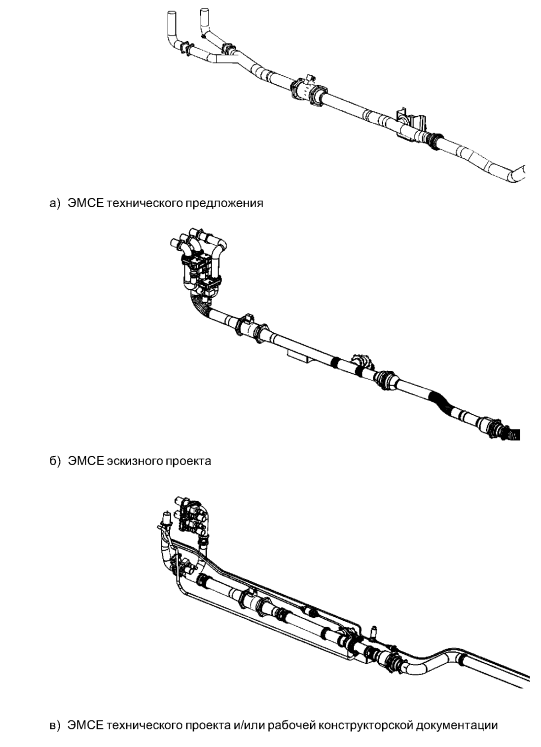 а) ЭМСЕ технического предложения
б) ЭМСЕ эскизного проекта
в) ЭМСЕ технического проекта и/или рабочей конструкторской документации